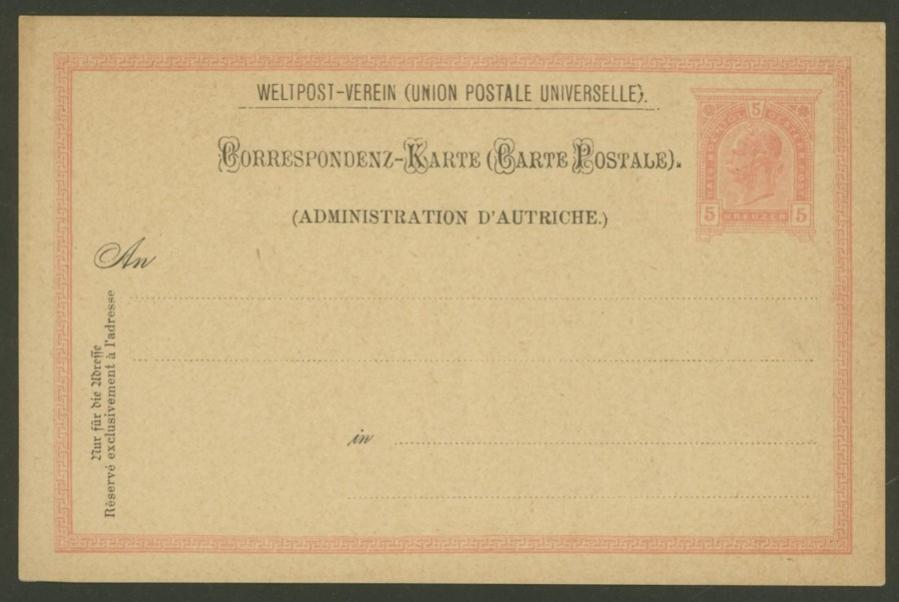 WELTPOST-VEREIN (UNION POSTALE UNIVERSELLE).
CORRESPONDENZ-KARTE (CARTE POSTALE).
(ADMINISTRATION D'AUTRICHE.)
5
5 KREUZER 5
An
in
Nur für die Adresse
Réservé exclusivement à l'adresse